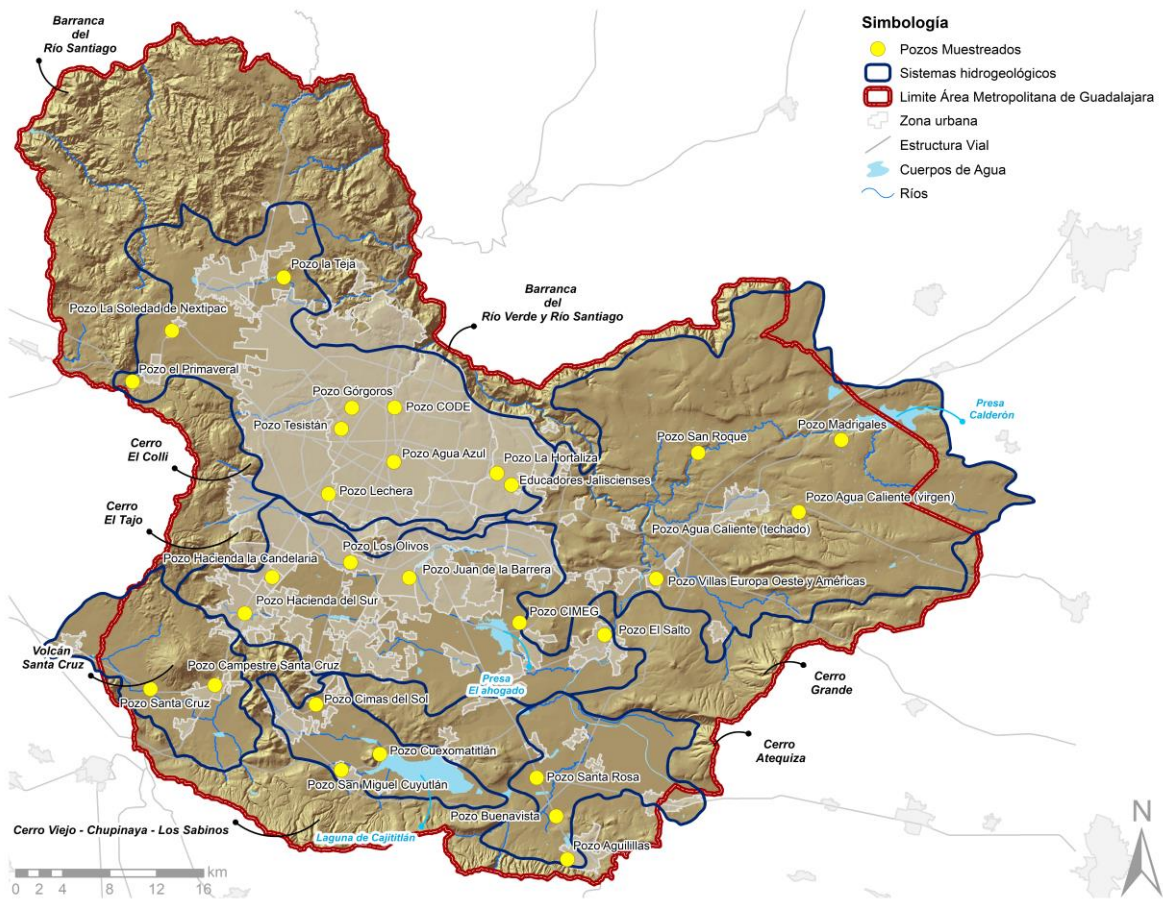 Simbología
Pozos Muestreados
Sistemas hidrogeológicos
Limite Área Metropolitana de Guadalajara
Zona urbana
Estructura Vial
Cuerpos de Agua
Ríos
Barranca
del
Río Santiago
Pozo la Teja
Pozo La Soledad de Nextipac
Barranca
del
Río Verde y Río Santiago
Pozo el Primaveral
Pozo Górgoros
Pozo CODE
Presa
Calderón
Pozo Tesistán
Pozo Madrigales
Pozo San Roque
Cerro
El Colli
Pozo Agua Azul
Pozo La Hortaliza
Educadores Jaliscienses
Pozo Lechera
Pozo Agua Caliente (virgen)
Cerro
El Tajo
Pozo Agua Caliente (techado)
Pozo Los Olivos
Pozo Hacienda la Candelaria
Pozo Juan de la Barrera
Pozo Villas Europa Oeste y Américas
Pozo Hacienda del Sur
Pozo CIMEG
Pozo El Salto
Volcán
Santa Cruz
Pozo Campestre Santa Cruz
Presa
El ahogado
Cerro
Grande
Pozo Santa Cruz
Pozo Cimas del Sol
Cerro
Atequiza
Pozo Cuexomatitlán
Pozo San Miguel Cuyutlán
Pozo Santa Rosa
Pozo Buenavista
Cerro Viejo - Chupinaya - Los Sabinos
Laguna de Cajititlán
Pozo Aguilillas
N
km
0 2 4 8 12 16